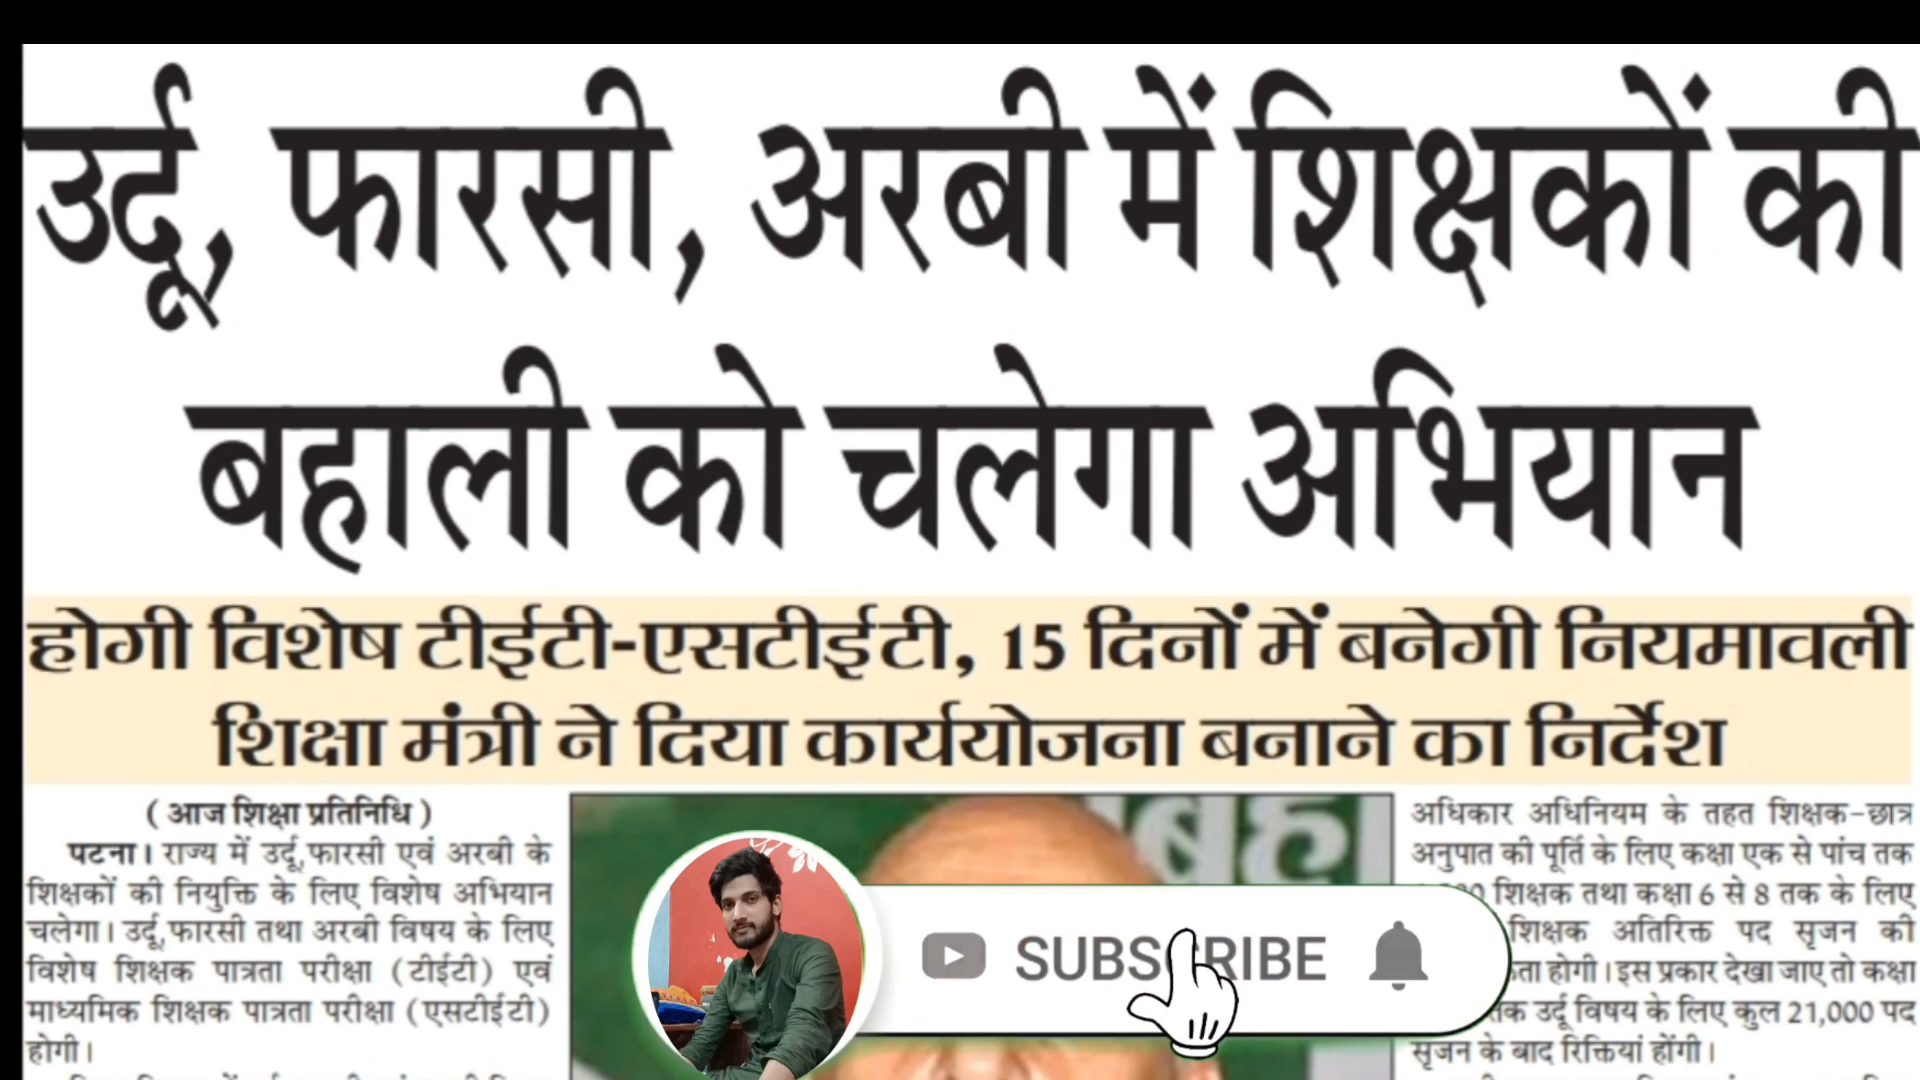 उर्दू, फारसी, अरबी में शिक्षकों की
बहाली को चलेगा अभियान
होगी विशेष टीईटी-एसटीईटी, 15 दिनों में बनेगी नियमावली
शिक्षा मंत्री ने दिया कार्ययोजना बनाने का निर्देश
( आज शिक्षा प्रतिनिधि )
पटना। राज्य में उर्दू, फारसी एवं अरबी के
शिक्षकों की नियुक्ति के लिए विशेष अभियान
चलेगा। उर्दू, फारसी तथा अरबी विषय के लिए
विशेष शिक्षक पात्रता परीक्षा (टीईटी) एवं
माध्यमिक शिक्षक पात्रता परीक्षा (एसटीईटी)
होगी।
SUBSCRIBE
अधिकार अधिनियम के तहत शिक्षक-छात्र
अनुपात की पूर्ति के लिए कक्षा एक से पांच तक
शिक्षक तथा कक्षा 6 से 8 तक के लिए
शिक्षक अतिरिक्त पद सृजन की
होगी। इस प्रकार देखा जाए तो कक्षा
तक उर्दू विषय के लिए कुल 21,000 पद
सृजन के बाद रिक्तियां होंगी।